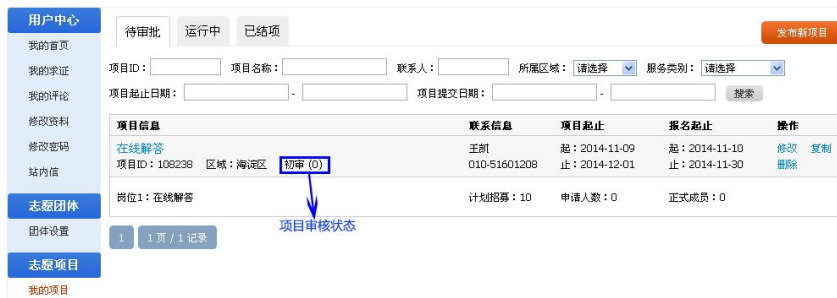 用户中心
我的首页
我的求证
我的评论
修改资料
修改密码
站内信
志愿团体
团体设置
志愿项目
我的项目
待审批 运行中 已结项 发布新项目
项目ID： 项目名称： 联系人： 所属区域： 请选择 服务类别： 请选择
项目起止日期： - 项目提交日期： - 搜索
项目信息 联系信息 项目起止 报名起止 操作
在线解答 王凯 起：2014-11-09 起：2014-11-10 修改 复制
项目ID：108238 区域：海淀区 初审 (0) 010-51601208 止：2014-12-01 止：2014-11-30 删除
岗位1：在线解答 计划招募：10 申请人数：0 正式成员：0
项目审核状态
1 1 页 / 1 记录